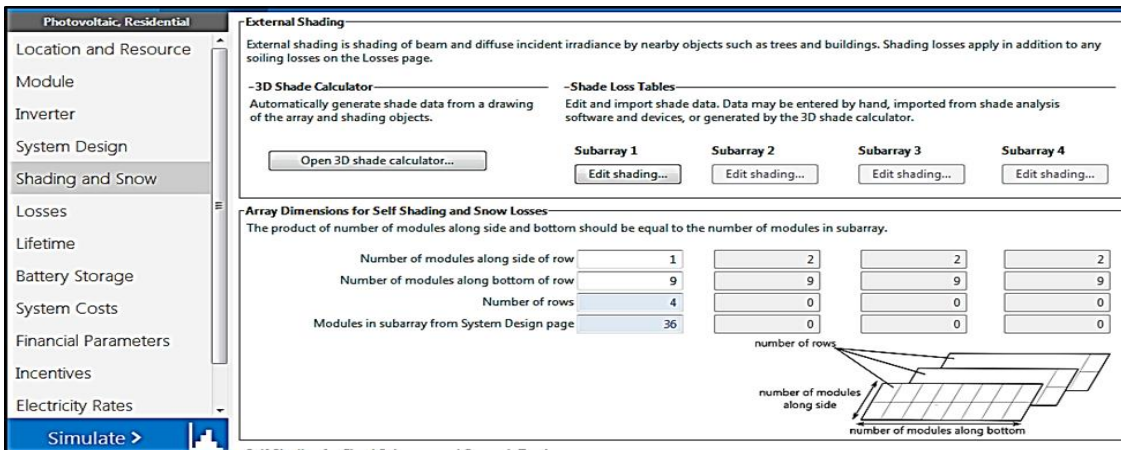 Photovoltaic, Residential
Location and Resource
Module
Inverter
System Design
Shading and Snow
Losses
Lifetime
Battery Storage
System Costs
Financial Parameters
Incentives
Electricity Rates
Simulate >
External Shading
External shading is shading of beam and diffuse incident irradiance by nearby objects such as trees and buildings. Shading losses apply in addition to any
soiling losses on the Losses page.
-3D Shade Calculator
Automatically generate shade data from a drawing
of the array and shading objects.
Open 3D shade calculator...
-Shade Loss Tables
Edit and import shade data. Data may be entered by hand, imported from shade analysis
software and devices, or generated by the 3D shade calculator.
Subarray 1 Subarray 2 Subarray 3 Subarray 4
Edit shading... Edit shading... Edit shading... Edit shading...
Array Dimensions for Self Shading and Snow Losses
The product of number of modules along side and bottom should be equal to the number of modules in subarray.
Number of modules along side of row 1 2 2 2
Number of modules along bottom of row 9 9 9 9
Number of rows 4 0 0 0
Modules in subarray from System Design page 36 0 0 0
number of rows
number of modules
along side
number of modules along bottom